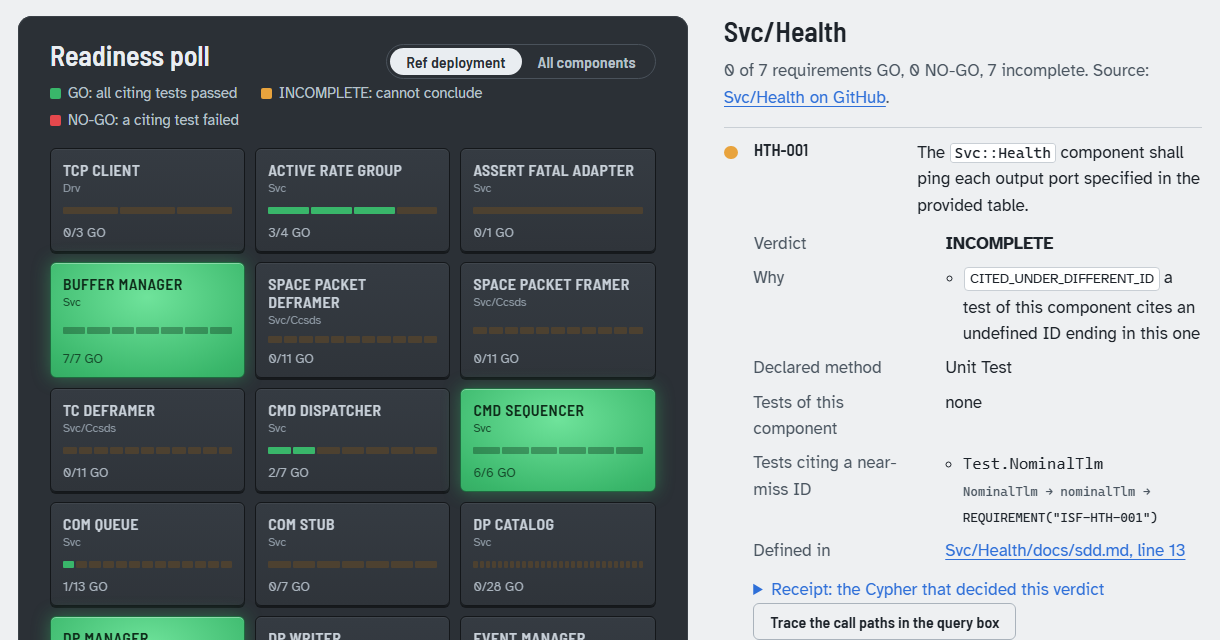 Readiness poll
Ref deployment
All components
GO: all citing tests passed
INCOMPLETE: cannot conclude
NO-GO: a citing test failed
TCP CLIENT
Drv
0/3 GO
ACTIVE RATE GROUP
Svc
3/4 GO
ASSERT FATAL ADAPTER
Svc
0/1 GO
BUFFER MANAGER
Svc
7/7 GO
SPACE PACKET
DEFRAMER
Svc/Ccsds
0/11 GO
SPACE PACKET FRAMER
Svc/Ccsds
0/11 GO
TC DEFRAMER
Svc/Ccsds
0/11 GO
CMD DISPATCHER
Svc
2/7 GO
CMD SEQUENCER
Svc
6/6 GO
COM QUEUE
Svc
1/13 GO
COM STUB
Svc
0/7 GO
DP CATALOG
Svc
0/28 GO
DP MANAGER
DP WRITER
EVENT MANAGER
Svc/Health
0 of 7 requirements GO, 0 NO-GO, 7 incomplete. Source:
Svc/Health on GitHub.
HTH-001
The Svc::Health component shall
ping each output port specified in the
provided table.
Verdict
INCOMPLETE
Why
CITED_UNDER_DIFFERENT_ID a
test of this component cites an
undefined ID ending in this one
Declared method
Unit Test
Tests of this
component
none
Tests citing a near-
miss ID
Test.NominalTlm
NominalTlm → nominalTlm →
REQUIREMENT("ISF-HTH-001")
Defined in
Svc/Health/docs/sdd.md, line 13
Receipt: the Cypher that decided this verdict
Trace the call paths in the query box